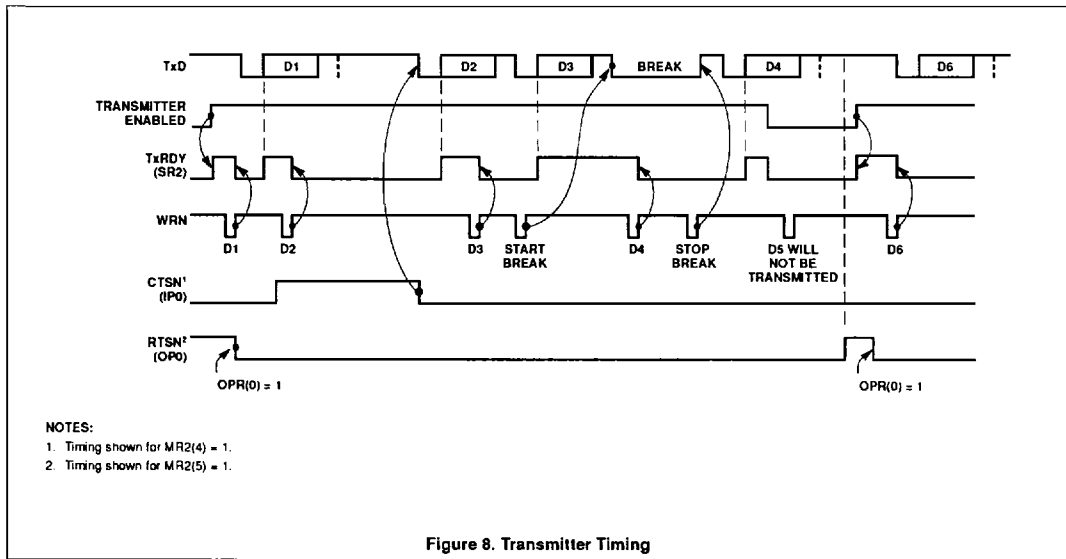 TxD
D1
D2
D3
BREAK
D4
D6
TRANSMITTER
ENABLED
TxRDY
(SR2)
WRN
D1
D2
D3
START
BREAK
D4
STOP
BREAK
D5 WILL
NOT BE
TRANSMITTED
D6
CTSN¹
(IP0)
RTSN²
(OP0)
OPR(0) = 1
OPR(0) = 1
NOTES:
1. Timing shown for MR2(4) = 1.
2. Timing shown for MR2(5) = 1.
Figure 8. Transmitter Timing